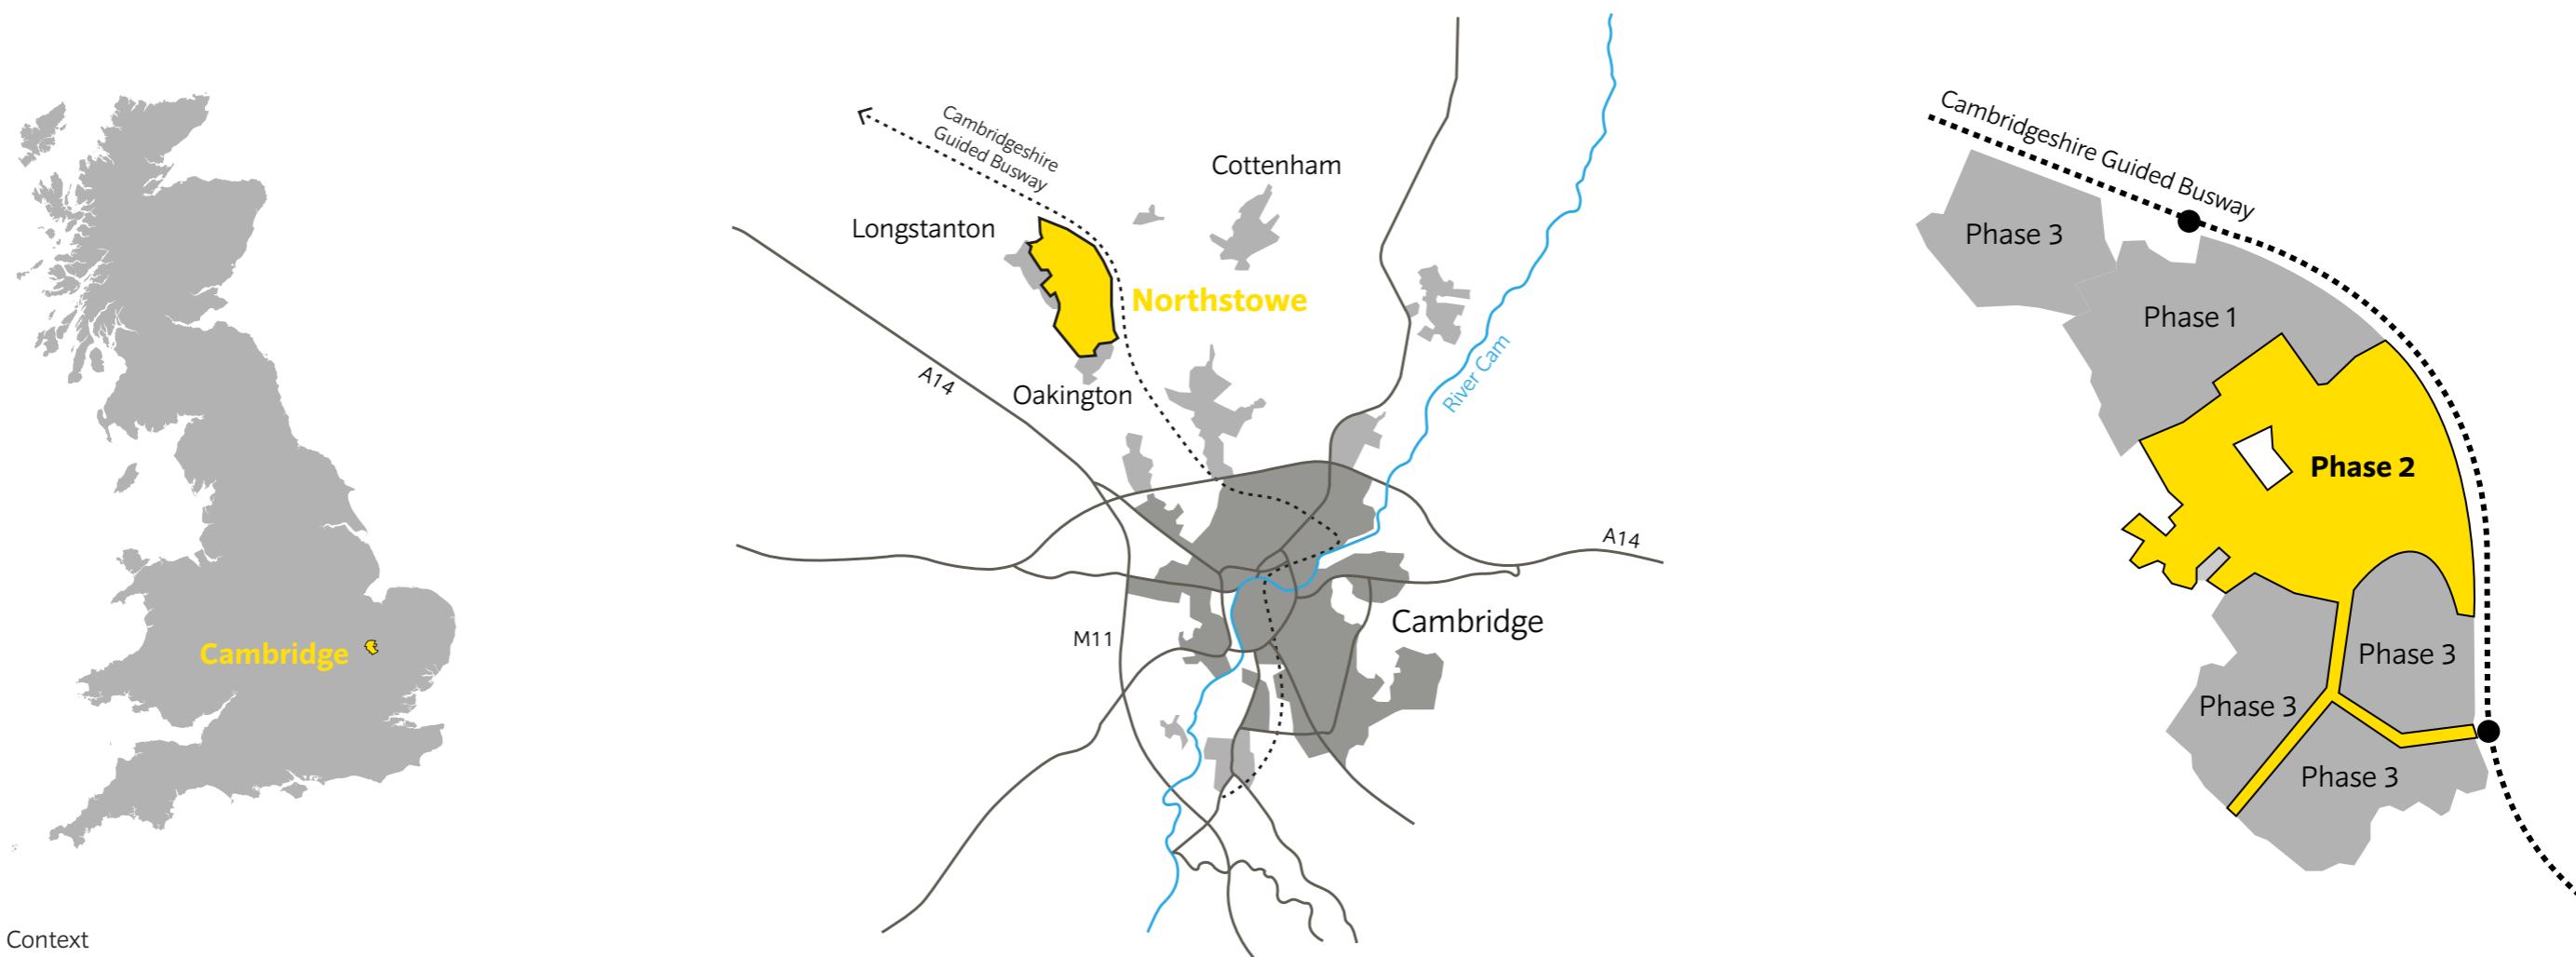 Cambridge
Context
Cambridgeshire
Guided Busway
Cottenham
Longstanton
Northstowe
A14
Oakington
River Cam
A14
M11
Cambridge
Cambridgeshire Guided Busway
Phase 3
Phase 1
Phase 2
Phase 3
Phase 3
Phase 3